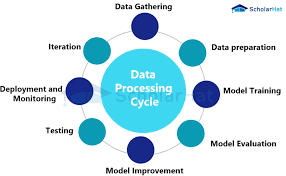 Data Gathering
ScholarHat
Iteration
Data preparation
Data
Processing
Cycle
Deployment and
Monitoring
Model Training
ScholarHat
Testing
Model Evaluation
Model Improvement